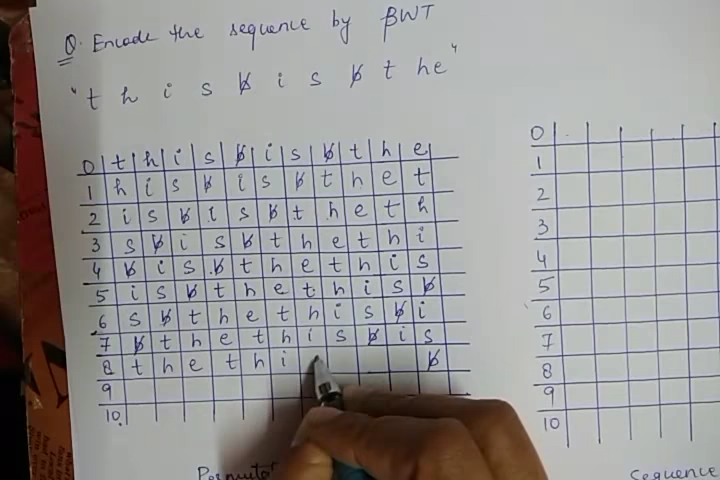 Q. Encode the sequence by BWT
"t h i s ƀ i s ƀ t he"
0 t h i s ƀ i s ƀ t h e
1 h i s ƀ i s ƀ t h e t
2 i s ƀ i s ƀ t h e t h
3 s ƀ i s ƀ t h e t h i
4 ƀ i s ƀ t h e t h i s
5 i s ƀ t h e t h i s ƀ
6 s ƀ t h e t h i s ƀ i
7 ƀ t h e t h i s ƀ i s
8 t h e t h i ƀ
9
10.
0
1
2
3
4
5
6
7
8
9
10
Sequence